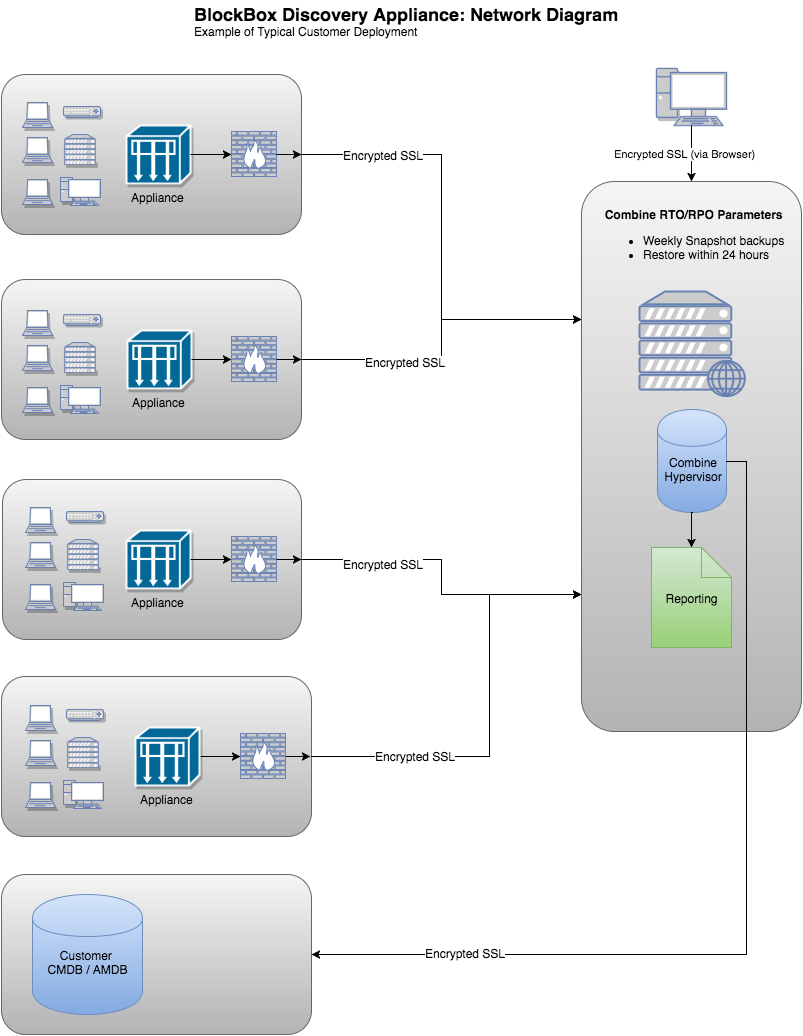 BlockBox Discovery Appliance: Network Diagram
Example of Typical Customer Deployment
Encrypted SSL (via Browser)
Appliance
Encrypted SSL
Combine RTO/RPO Parameters
• Weekly Snapshot backups
• Restore within 24 hours
Appliance
Encrypted SSL
Combine
Hypervisor
Appliance
Encrypted SSL
Reporting
Appliance
Encrypted SSL
Customer
CMDB / AMDB
Encrypted SSL